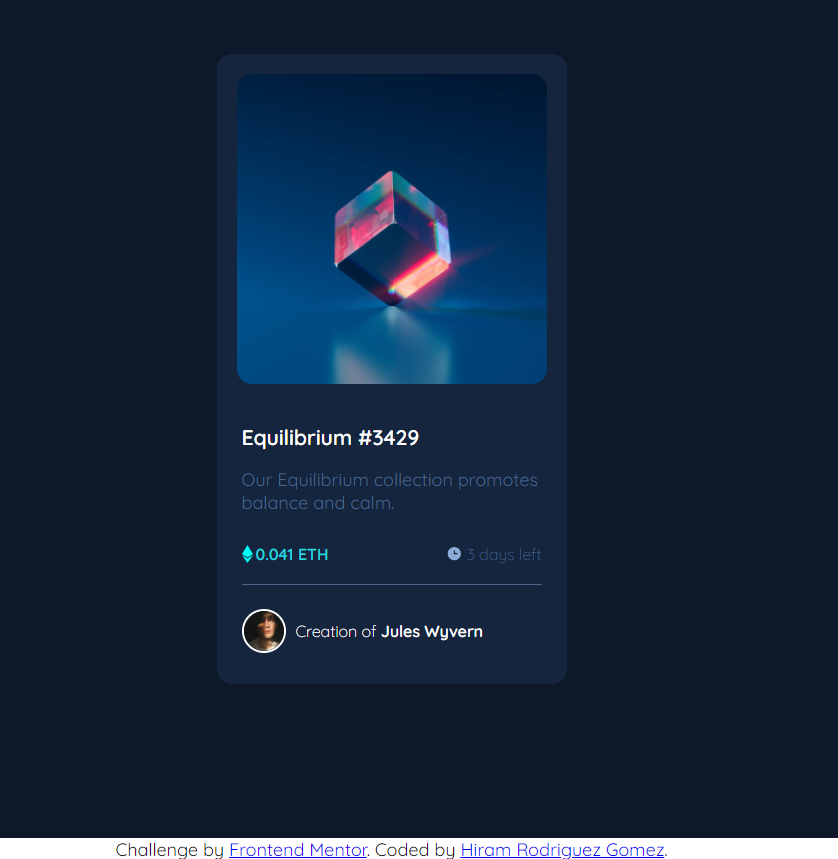 Equilibrium #3429
Our Equilibrium collection promotes
balance and calm.
0.041 ETH
3 days left
Creation of Jules Wyvern
Challenge by Frontend Mentor. Coded by Hiram Rodriguez Gomez.